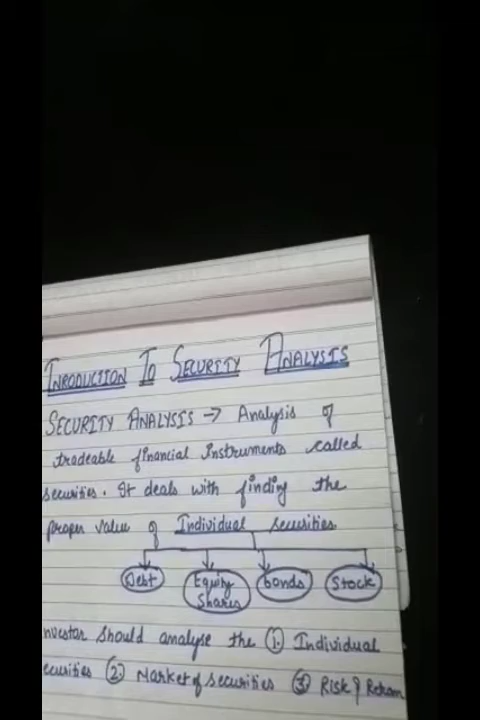 INRODUCTION TO SECURITY ANALYSIS
SECURITY ANALYSIS → Analysis of
tradeable financial Instruments called
securities. It deals with finding the
proper value of Individual securities
Debt Equity Shares bonds Stock
nvestor should analyse the ① Individual
ecurities ② Market of securities ③ Risk & Return